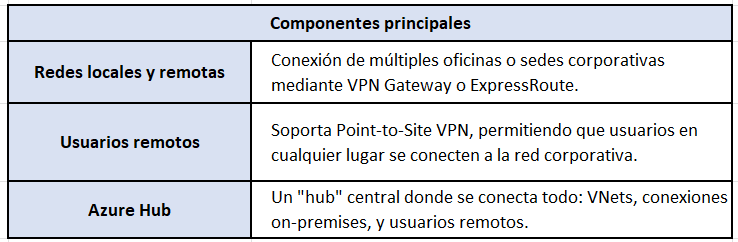 Componentes principales
Redes locales y remotas
Conexión de múltiples oficinas o sedes corporativas
mediante VPN Gateway o ExpressRoute.
Usuarios remotos
Soporta Point-to-Site VPN, permitiendo que usuarios en
cualquier lugar se conecten a la red corporativa.
Azure Hub
Un "hub" central donde se conecta todo: VNets, conexiones
on-premises, y usuarios remotos.